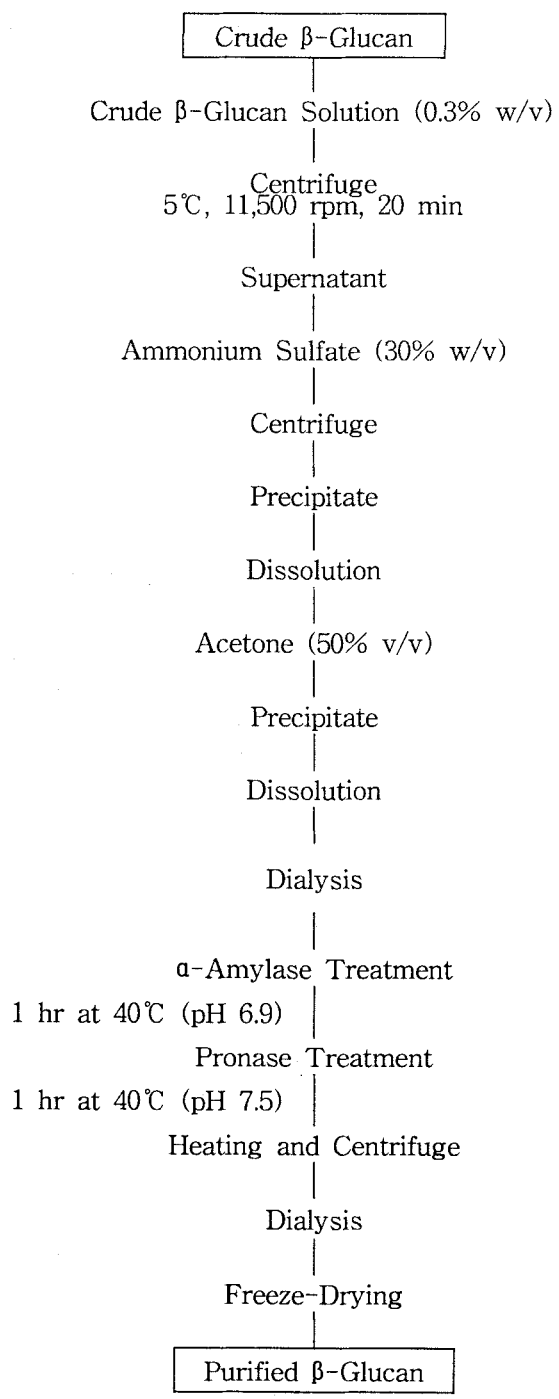 Crude β-Glucan
Crude β-Glucan Solution (0.3% w/v)
Centrifuge
5℃, 11,500 rpm, 20 min
Supernatant
Ammonium Sulfate (30% w/v)
Centrifuge
Precipitate
Dissolution
Acetone (50% v/v)
Precipitate
Dissolution
Dialysis
α-Amylase Treatment
1 hr at 40℃ (pH 6.9)
Pronase Treatment
1 hr at 40℃ (pH 7.5)
Heating and Centrifuge
Dialysis
Freeze-Drying
Purified β-Glucan